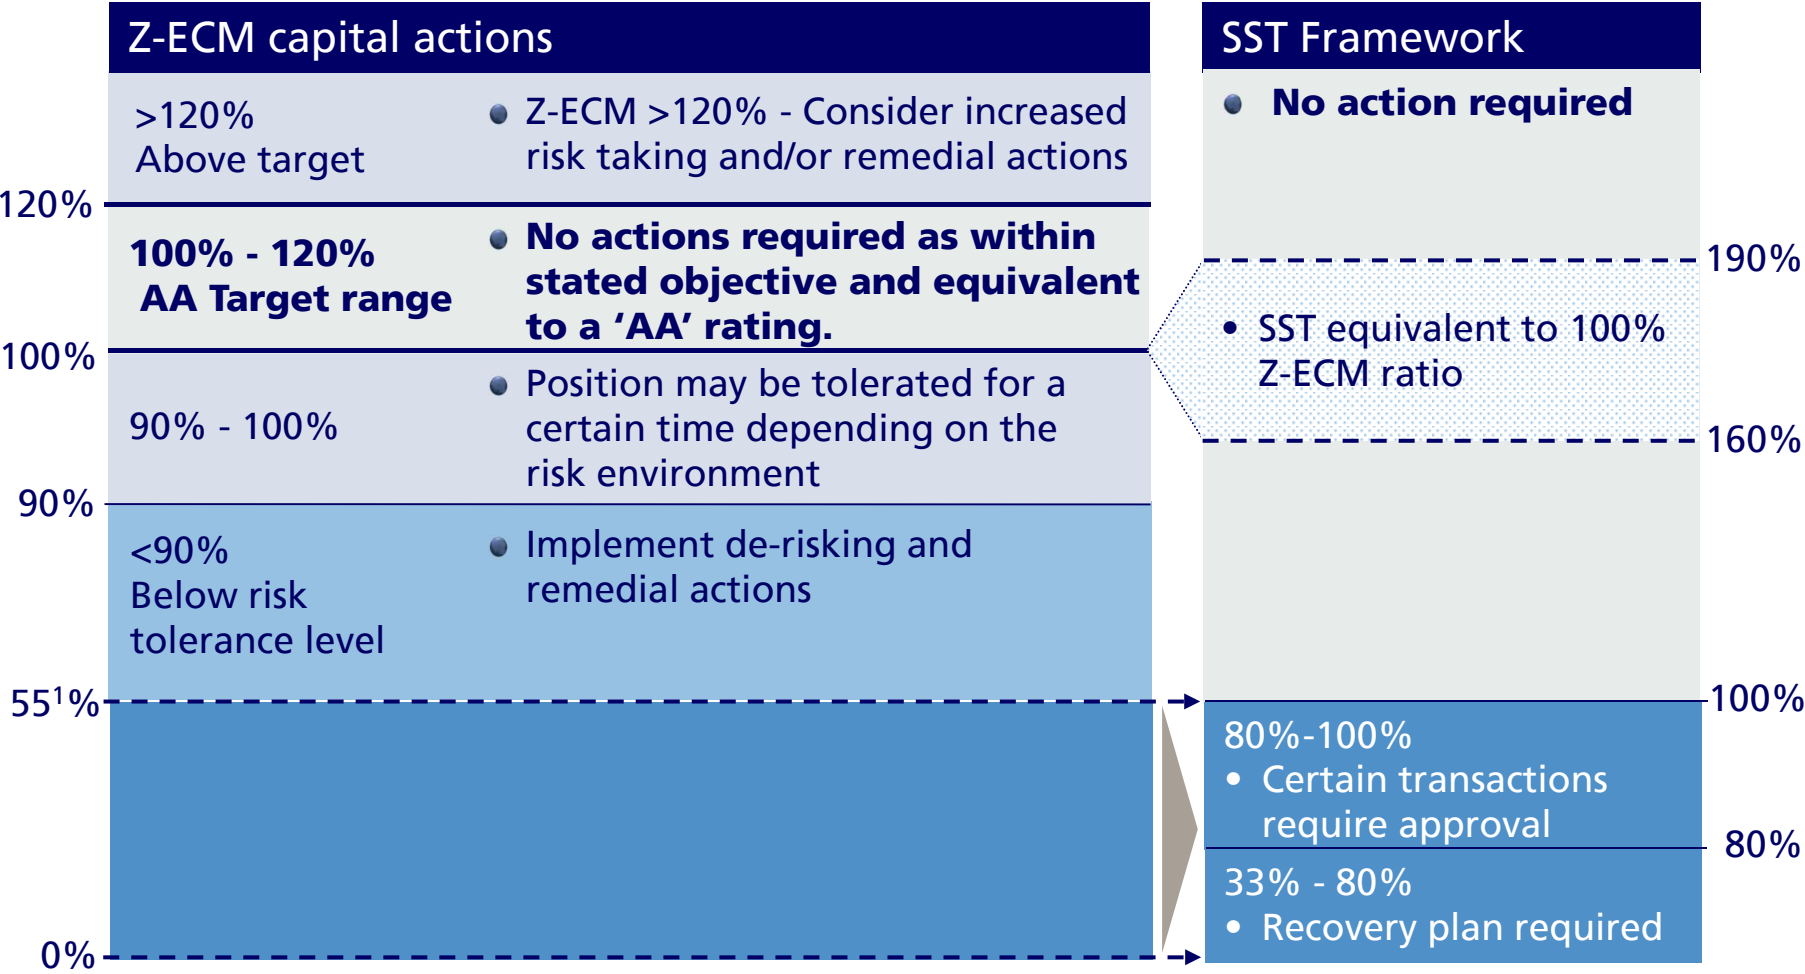 Z-ECM capital actions
>120%
Above target
• Z-ECM >120% - Consider increased
risk taking and/or remedial actions
120%
100% - 120%
AA Target range
• No actions required as within
stated objective and equivalent
to a ‘AA’ rating.
100%
90% - 100%
• Position may be tolerated for a
certain time depending on the
risk environment
90%
<90%
Below risk
tolerance level
• Implement de-risking and
remedial actions
55¹%
0%
SST Framework
• No action required
190%
• SST equivalent to 100%
Z-ECM ratio
160%
100%
80%-100%
• Certain transactions
require approval
80%
33% - 80%
• Recovery plan required